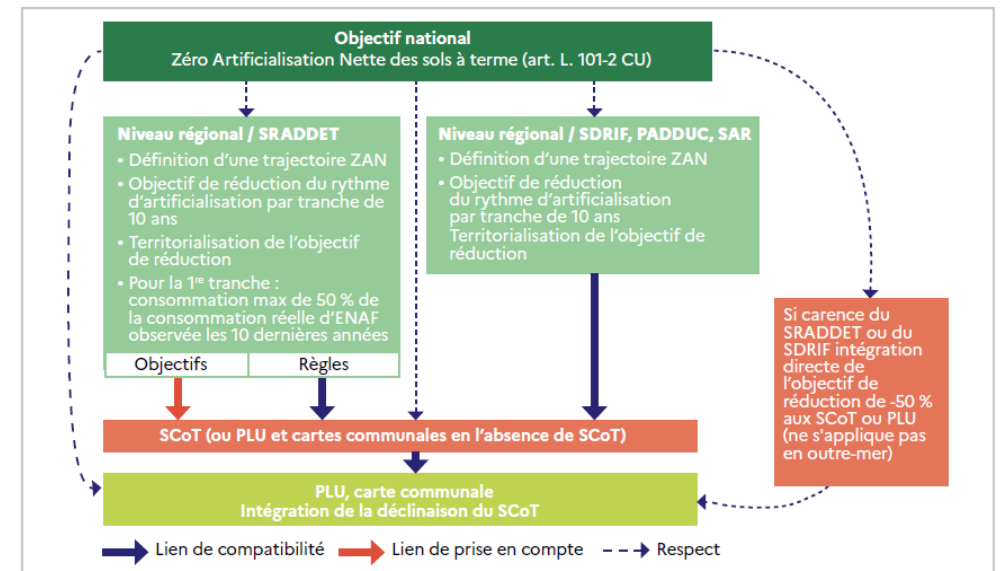 Objectif national
Zéro Artificialisation Nette des sols à terme (art. L. 101-2 CU)
Niveau régional / SRADDET
• Définition d’une trajectoire ZAN
• Objectif de réduction du rythme
d’artificialisation par tranche de
10 ans
• Territorialisation de l’objectif
de réduction
• Pour la 1re tranche :
consommation max de 50 % de
la consommation réelle d’ENAF
observée les 10 dernières années
Objectifs
Règles
Niveau régional / SDRIF, PADDUC, SAR
• Définition d’une trajectoire ZAN
• Objectif de réduction
du rythme d’artificialisation
par tranche de 10 ans
Territorialisation de l’objectif de
réduction
Si carence du
SRADDET ou du
SDRIF intégration
directe de
l’objectif de
réduction de -50 %
aux SCoT ou PLU
(ne s'applique pas
en outre-mer)
SCoT (ou PLU et cartes communales en l’absence de SCoT)
PLU, carte communale
Intégration de la déclinaison du SCoT
Lien de compatibilité
Lien de prise en compte
Respect